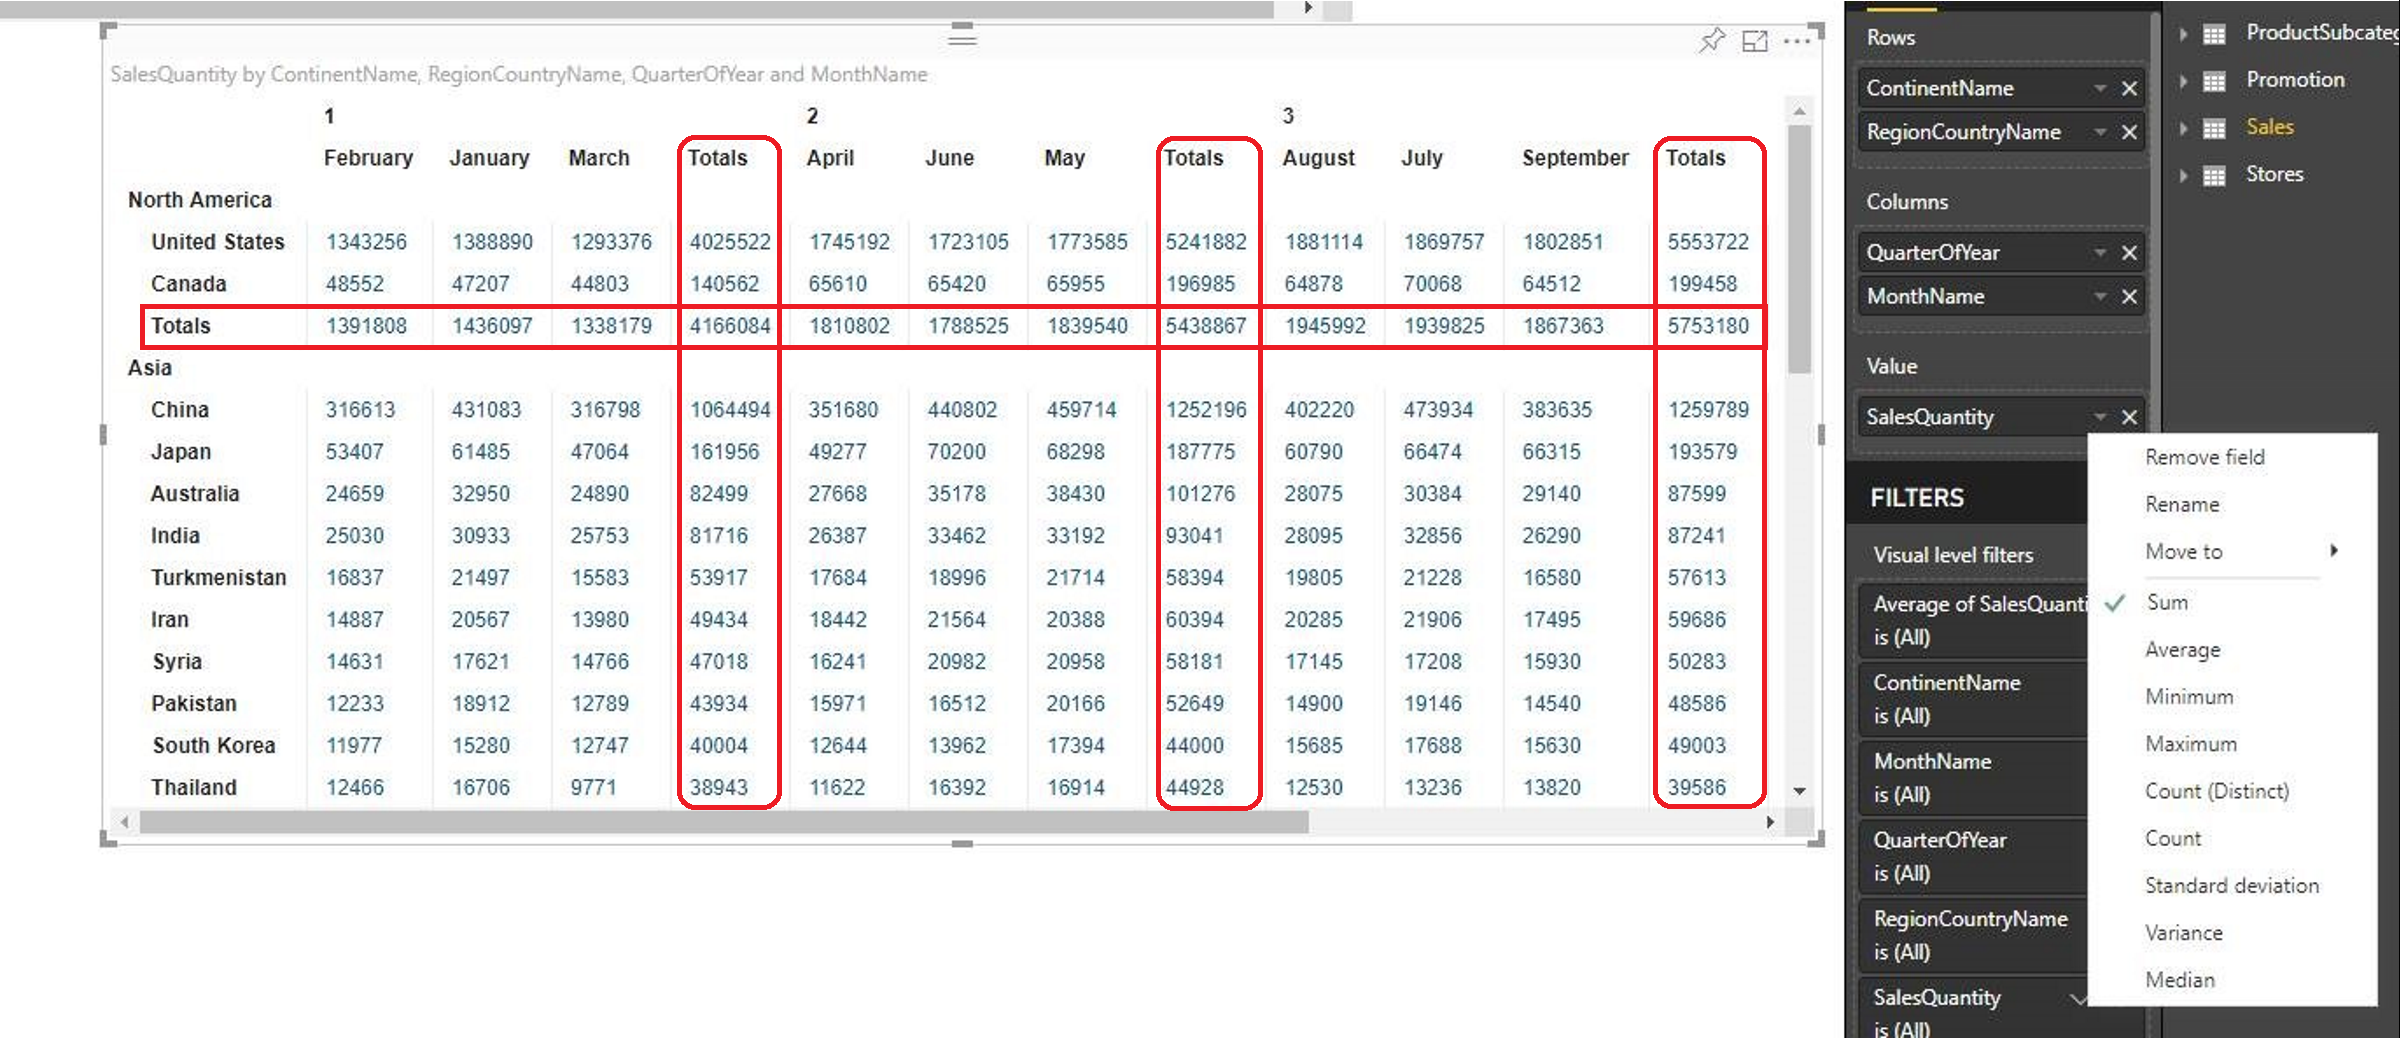 SalesQuantity by ContinentName, RegionCountryName, QuarterOfYear and MonthName
1 2 3
February January March Totals April June May Totals August July September Totals
North America
United States 1343256 1388890 1293376 4025522 1745192 1723105 1773585 5241882 1881114 1869757 1802851 5553722
Canada 48552 47207 44803 140562 65610 65420 65955 196985 64878 70068 64512 199458
Totals 1391808 1436097 1338179 4166084 1810802 1788525 1839540 5438867 1945992 1939825 1867363 5753180
Asia
China 316613 431083 316798 1064494 351680 440802 459714 1252196 402220 473934 383635 1259789
Japan 53407 61485 47064 161956 49277 70200 68298 187775 60790 66474 66315 193579
Australia 24659 32950 24890 82499 27668 35178 38430 101276 28075 30384 29140 87599
India 25030 30933 25753 81716 26387 33462 33192 93041 28095 32856 26290 87241
Turkmenistan 16837 21497 15583 53917 17684 18996 21714 58394 19805 21228 16580 57613
Iran 14887 20567 13980 49434 18442 21564 20388 60394 20285 21906 17495 59686
Syria 14631 17621 14766 47018 16241 20982 20958 58181 17145 17208 15930 50283
Pakistan 12233 18912 12789 43934 15971 16512 20166 52649 14900 19146 14540 48586
South Korea 11977 15280 12747 40004 12644 13962 17394 44000 15685 17688 15630 49003
Thailand 12466 16706 9771 38943 11622 16392 16914 44928 12530 13236 13820 39586
Rows
ContinentName
RegionCountryName
Columns
QuarterOfYear
MonthName
Value
SalesQuantity
FILTERS
Visual level filters
Average of SalesQuanti
is (All)
ContinentName
is (All)
MonthName
is (All)
QuarterOfYear
is (All)
RegionCountryName
is (All)
SalesQuantity
is (All)
Remove field
Rename
Move to
Sum
Average
Minimum
Maximum
Count (Distinct)
Count
Standard deviation
Variance
Median
ProductSubcateg
Promotion
Sales
Stores